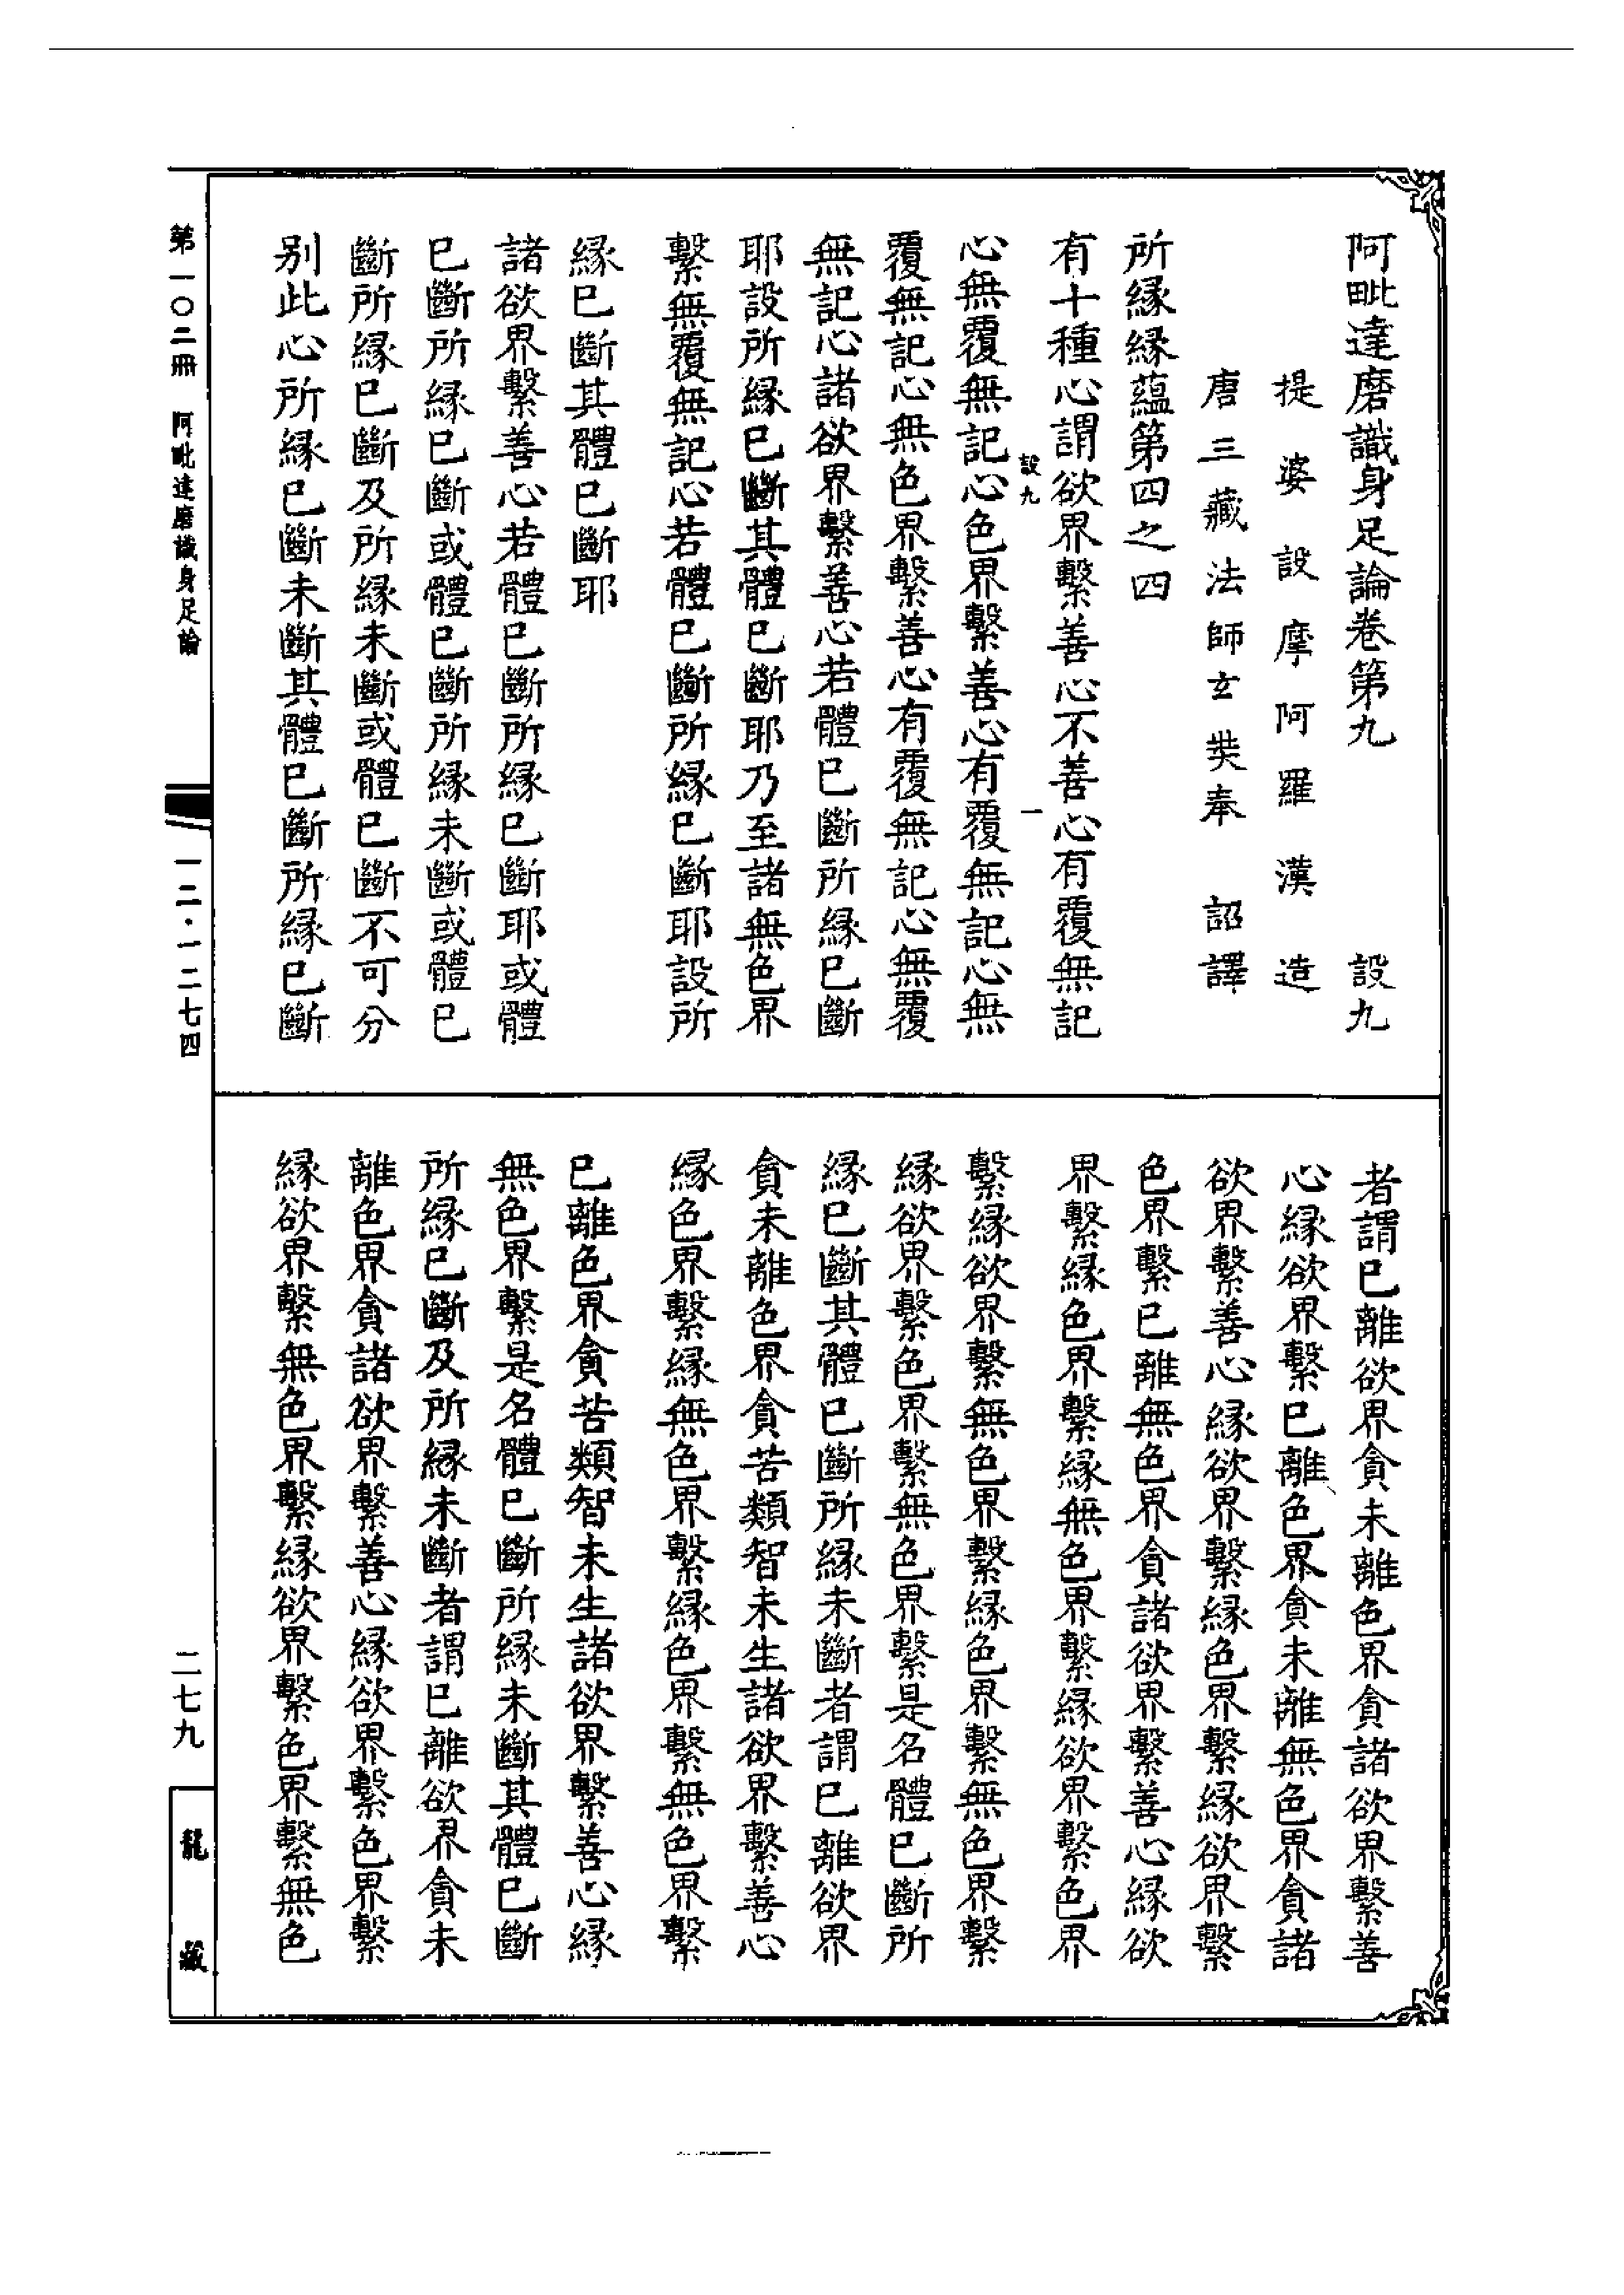 阿毗達磨識身足論卷第九　設九
提婆設摩阿羅漢造
唐三藏法師玄奘奉　詔譯
所緣緣蘊第四之四
有十種心謂欲界繫善心不善心有覆無記
設九　一
心無覆無記心色界繫善心有覆無記心無
覆無記心無色界繫善心有覆無記心無覆
無記心諸欲界繫善心若體已斷所緣已斷
耶設所緣已斷其體已斷耶乃至諸無色界
繫無覆無記心若體已斷所緣已斷耶設所
緣已斷其體已斷耶
諸欲界繫善心若體已斷所緣已斷耶或體
已斷所緣已斷或體已斷所緣未斷或體已
斷所緣已斷及所緣未斷或體已斷不可分
別此心所緣已斷未斷其體已斷所緣已斷
者謂已離欲界貪未離色界貪諸欲界繫善
心緣欲界繫已離色界貪未離無色界貪諸
欲界繫善心緣欲界繫緣色界繫緣欲界繫
色界繫已離無色界貪諸欲界繫善心緣欲
界繫緣色界繫緣無色界繫緣欲界繫色界
繫緣欲界繫無色界繫緣色界繫無色界繫
緣欲界繫色界繫無色界繫是名體已斷所
緣已斷其體已斷所緣未斷者謂已離欲界
貪未離色界貪苦類智未生諸欲界繫善心
緣色界繫緣無色界繫緣色界繫無色界繫
已離色界貪苦類智未生諸欲界繫善心緣
無色界繫是名體已斷所緣未斷其體已斷
所緣已斷及所緣未斷者謂已離欲界貪未
離色界貪諸欲界繫善心緣欲界繫色界繫
緣欲界繫無色界繫緣欲界繫色界繫無色
第一〇二冊　阿毗達磨識身足論　一二·一二七四　二七九　龍藏